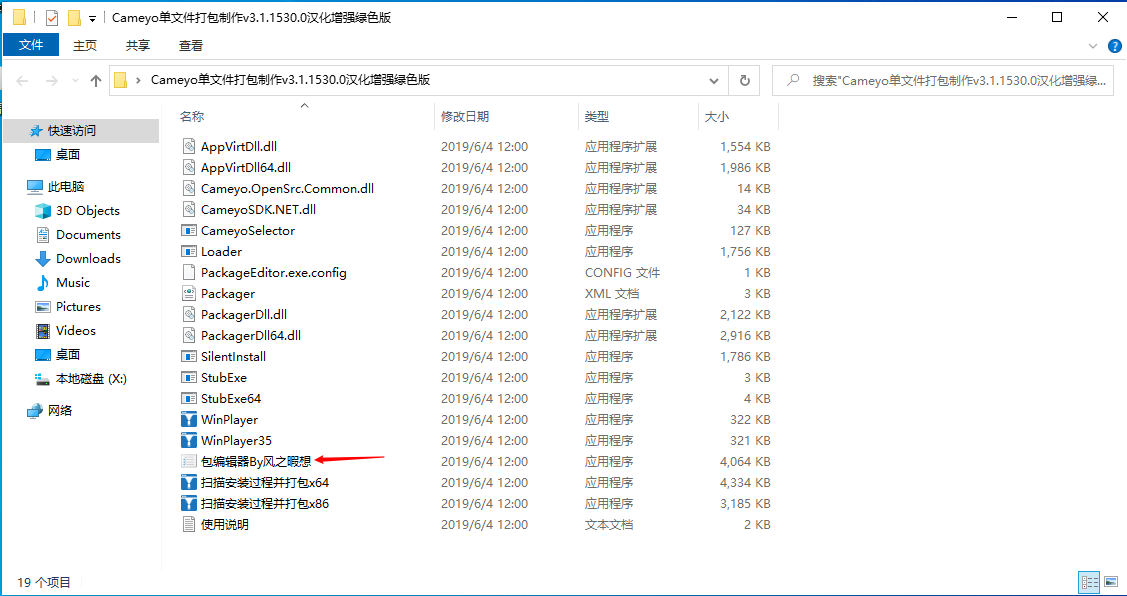 Cameyo单文件打包制作v3.1.1530.0汉化增强绿色版
文件 主页 共享 查看
Cameyo单文件打包制作v3.1.1530.0汉化增强绿色版 搜索"Cameyo单文件打包制作v3.1.1530.0汉化增强绿...
快速访问
桌面
此电脑
3D Objects
Documents
Downloads
Music
Pictures
Videos
桌面
本地磁盘 (X:)
网络
名称 修改日期 类型 大小
AppVirtDll.dll 2019/6/4 12:00 应用程序扩展 1,554 KB
AppVirtDll64.dll 2019/6/4 12:00 应用程序扩展 1,986 KB
Cameyo.OpenSrc.Common.dll 2019/6/4 12:00 应用程序扩展 14 KB
CameyoSDK.NET.dll 2019/6/4 12:00 应用程序扩展 34 KB
CameyoSelector 2019/6/4 12:00 应用程序 127 KB
Loader 2019/6/4 12:00 应用程序 1,756 KB
PackageEditor.exe.config 2019/6/4 12:00 CONFIG 文件 1 KB
Packager 2019/6/4 12:00 XML 文档 3 KB
PackagerDll.dll 2019/6/4 12:00 应用程序扩展 2,122 KB
PackagerDll64.dll 2019/6/4 12:00 应用程序扩展 2,916 KB
SilentInstall 2019/6/4 12:00 应用程序 1,786 KB
StubExe 2019/6/4 12:00 应用程序 3 KB
StubExe64 2019/6/4 12:00 应用程序 4 KB
WinPlayer 2019/6/4 12:00 应用程序 322 KB
WinPlayer35 2019/6/4 12:00 应用程序 321 KB
包编辑器By风之暇想 2019/6/4 12:00 应用程序 4,064 KB
扫描安装过程并打包x64 2019/6/4 12:00 应用程序 4,334 KB
扫描安装过程并打包x86 2019/6/4 12:00 应用程序 3,185 KB
使用说明 2019/6/4 12:00 文本文档 2 KB
19 个项目